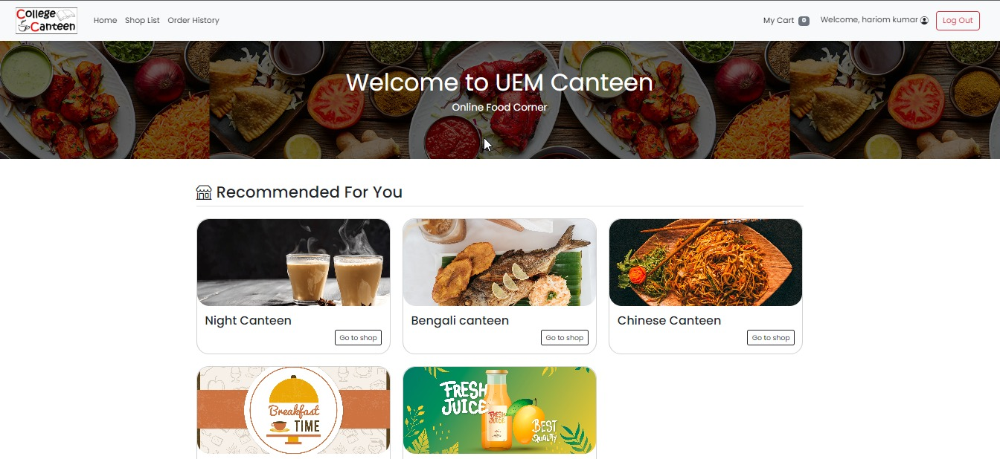 College
Canteen
Home Shop List Order History
My Cart 0 Welcome, hariom kumar Log Out
Welcome to UEM Canteen
Online Food Corner
Recommended For You
Night Canteen
Go to shop
Bengali canteen
Go to shop
Chinese Canteen
Go to shop
Breakfast
TIME
FRESH
JUICE
FRESH
JUICE
BEST
QUALITY